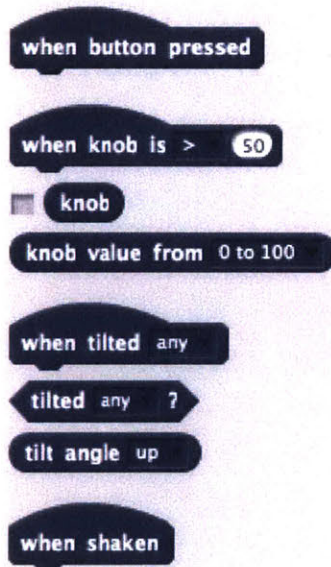 when button pressed
when knob is > 50
knob
knob value from 0 to 100
when tilted any
tilted any ?
tilt angle up
when shaken